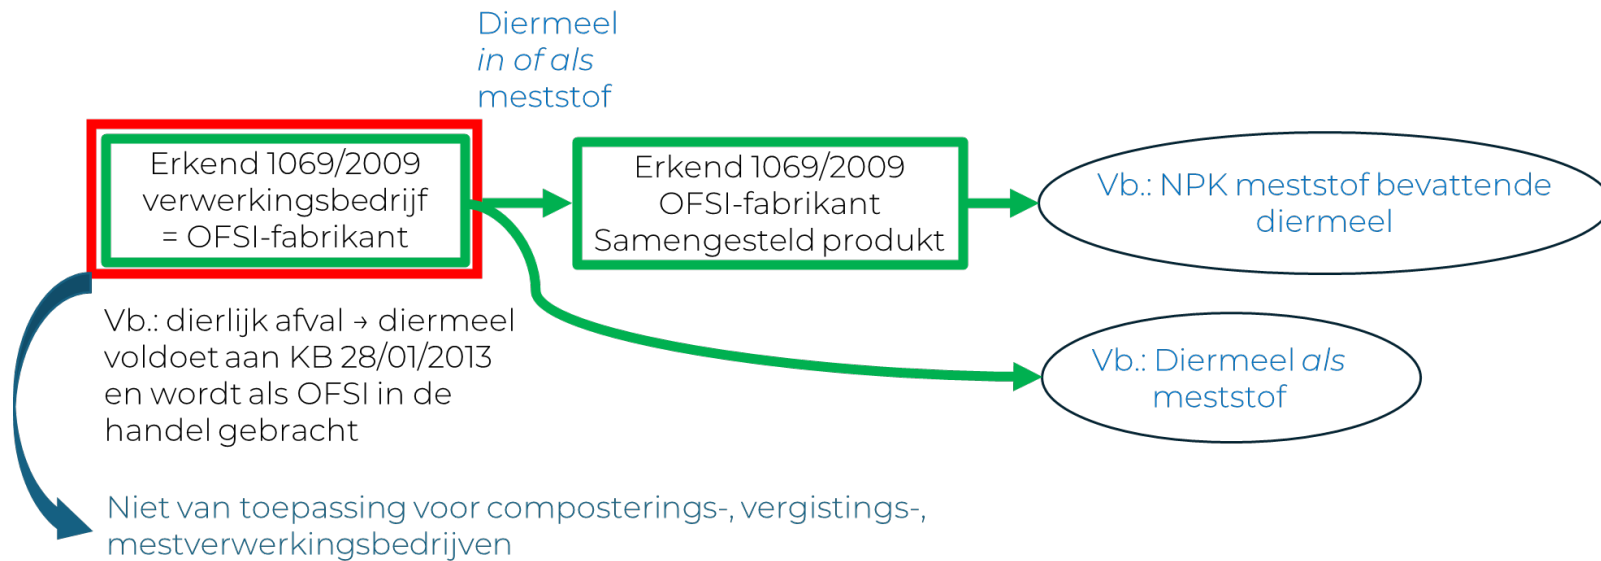 Diermeel
in of als
meststof
Erkend 1069/2009
verwerkingsbedrijf
= OFSI-fabrikant
Erkend 1069/2009
OFSI-fabrikant
Samengesteld produkt
Vb.: NPK meststof bevattende
diermeel
Vb.: dierlijk afval → diermeel
voldoet aan KB 28/01/2013
en wordt als OFSI in de
handel gebracht
Vb.: Diermeel als
meststof
Niet van toepassing voor composterings-, vergistings-,
mestverwerkingsbedrijven